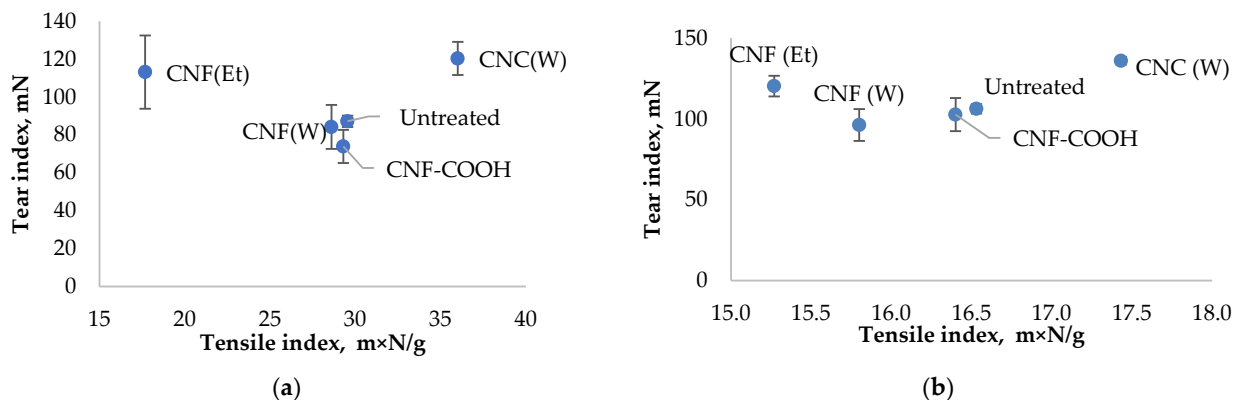 140
120
100
80
60
40
20
0
Tear index, mN
CNF(Et)
CNC(W)
CNF(W)
Untreated
CNF-COOH
15 20 25 30 35 40
Tensile index, m×N/g
(a)
150
100
50
0
Tear index, mN
CNF (Et)
CNF (W)
CNC (W)
Untreated
CNF-COOH
15.0 15.5 16.0 16.5 17.0 17.5 18.0
Tensile index, m×N/g
(b)